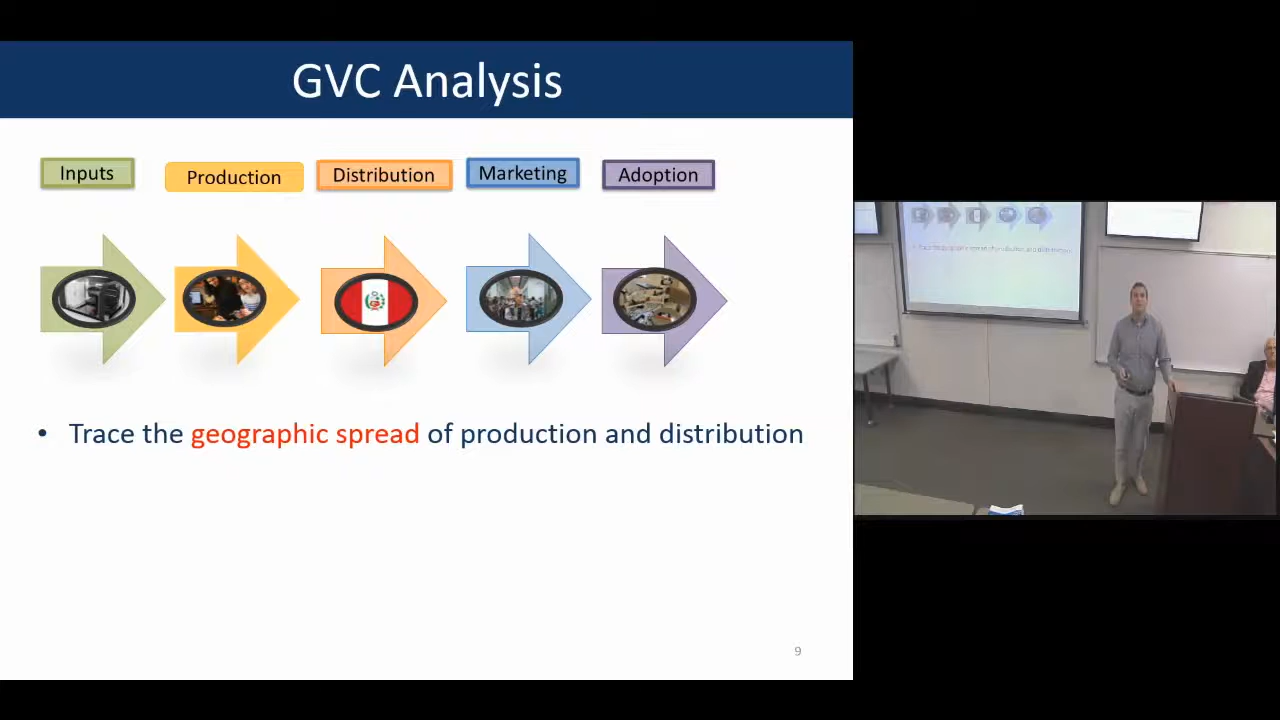 GVC Analysis
Inputs
Production
Distribution
Marketing
Adoption
• Trace the geographic spread of production and distribution
9